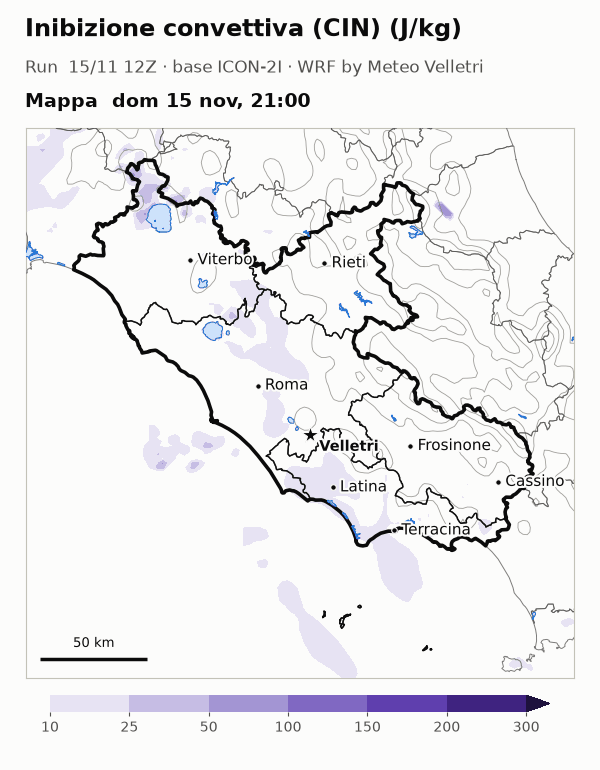 Inibizione convettiva (CIN) (J/kg)
Run  15/11 12Z · base ICON-2I · WRF by Meteo Velletri
Mappa  dom 15 nov, 21:00
Viterbo
Rieti
Roma
Velletri
Frosinone
Cassino
Latina
Terracina
50 km
10 25 50 100 150 200 300